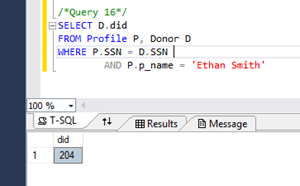 /*Query 16*/
SELECT D.did
FROM Profile P, Donor D
WHERE P.SSN = D.SSN
AND P.p_name = 'Ethan Smith'
100 %
T-SQL Results Message
did
1 204